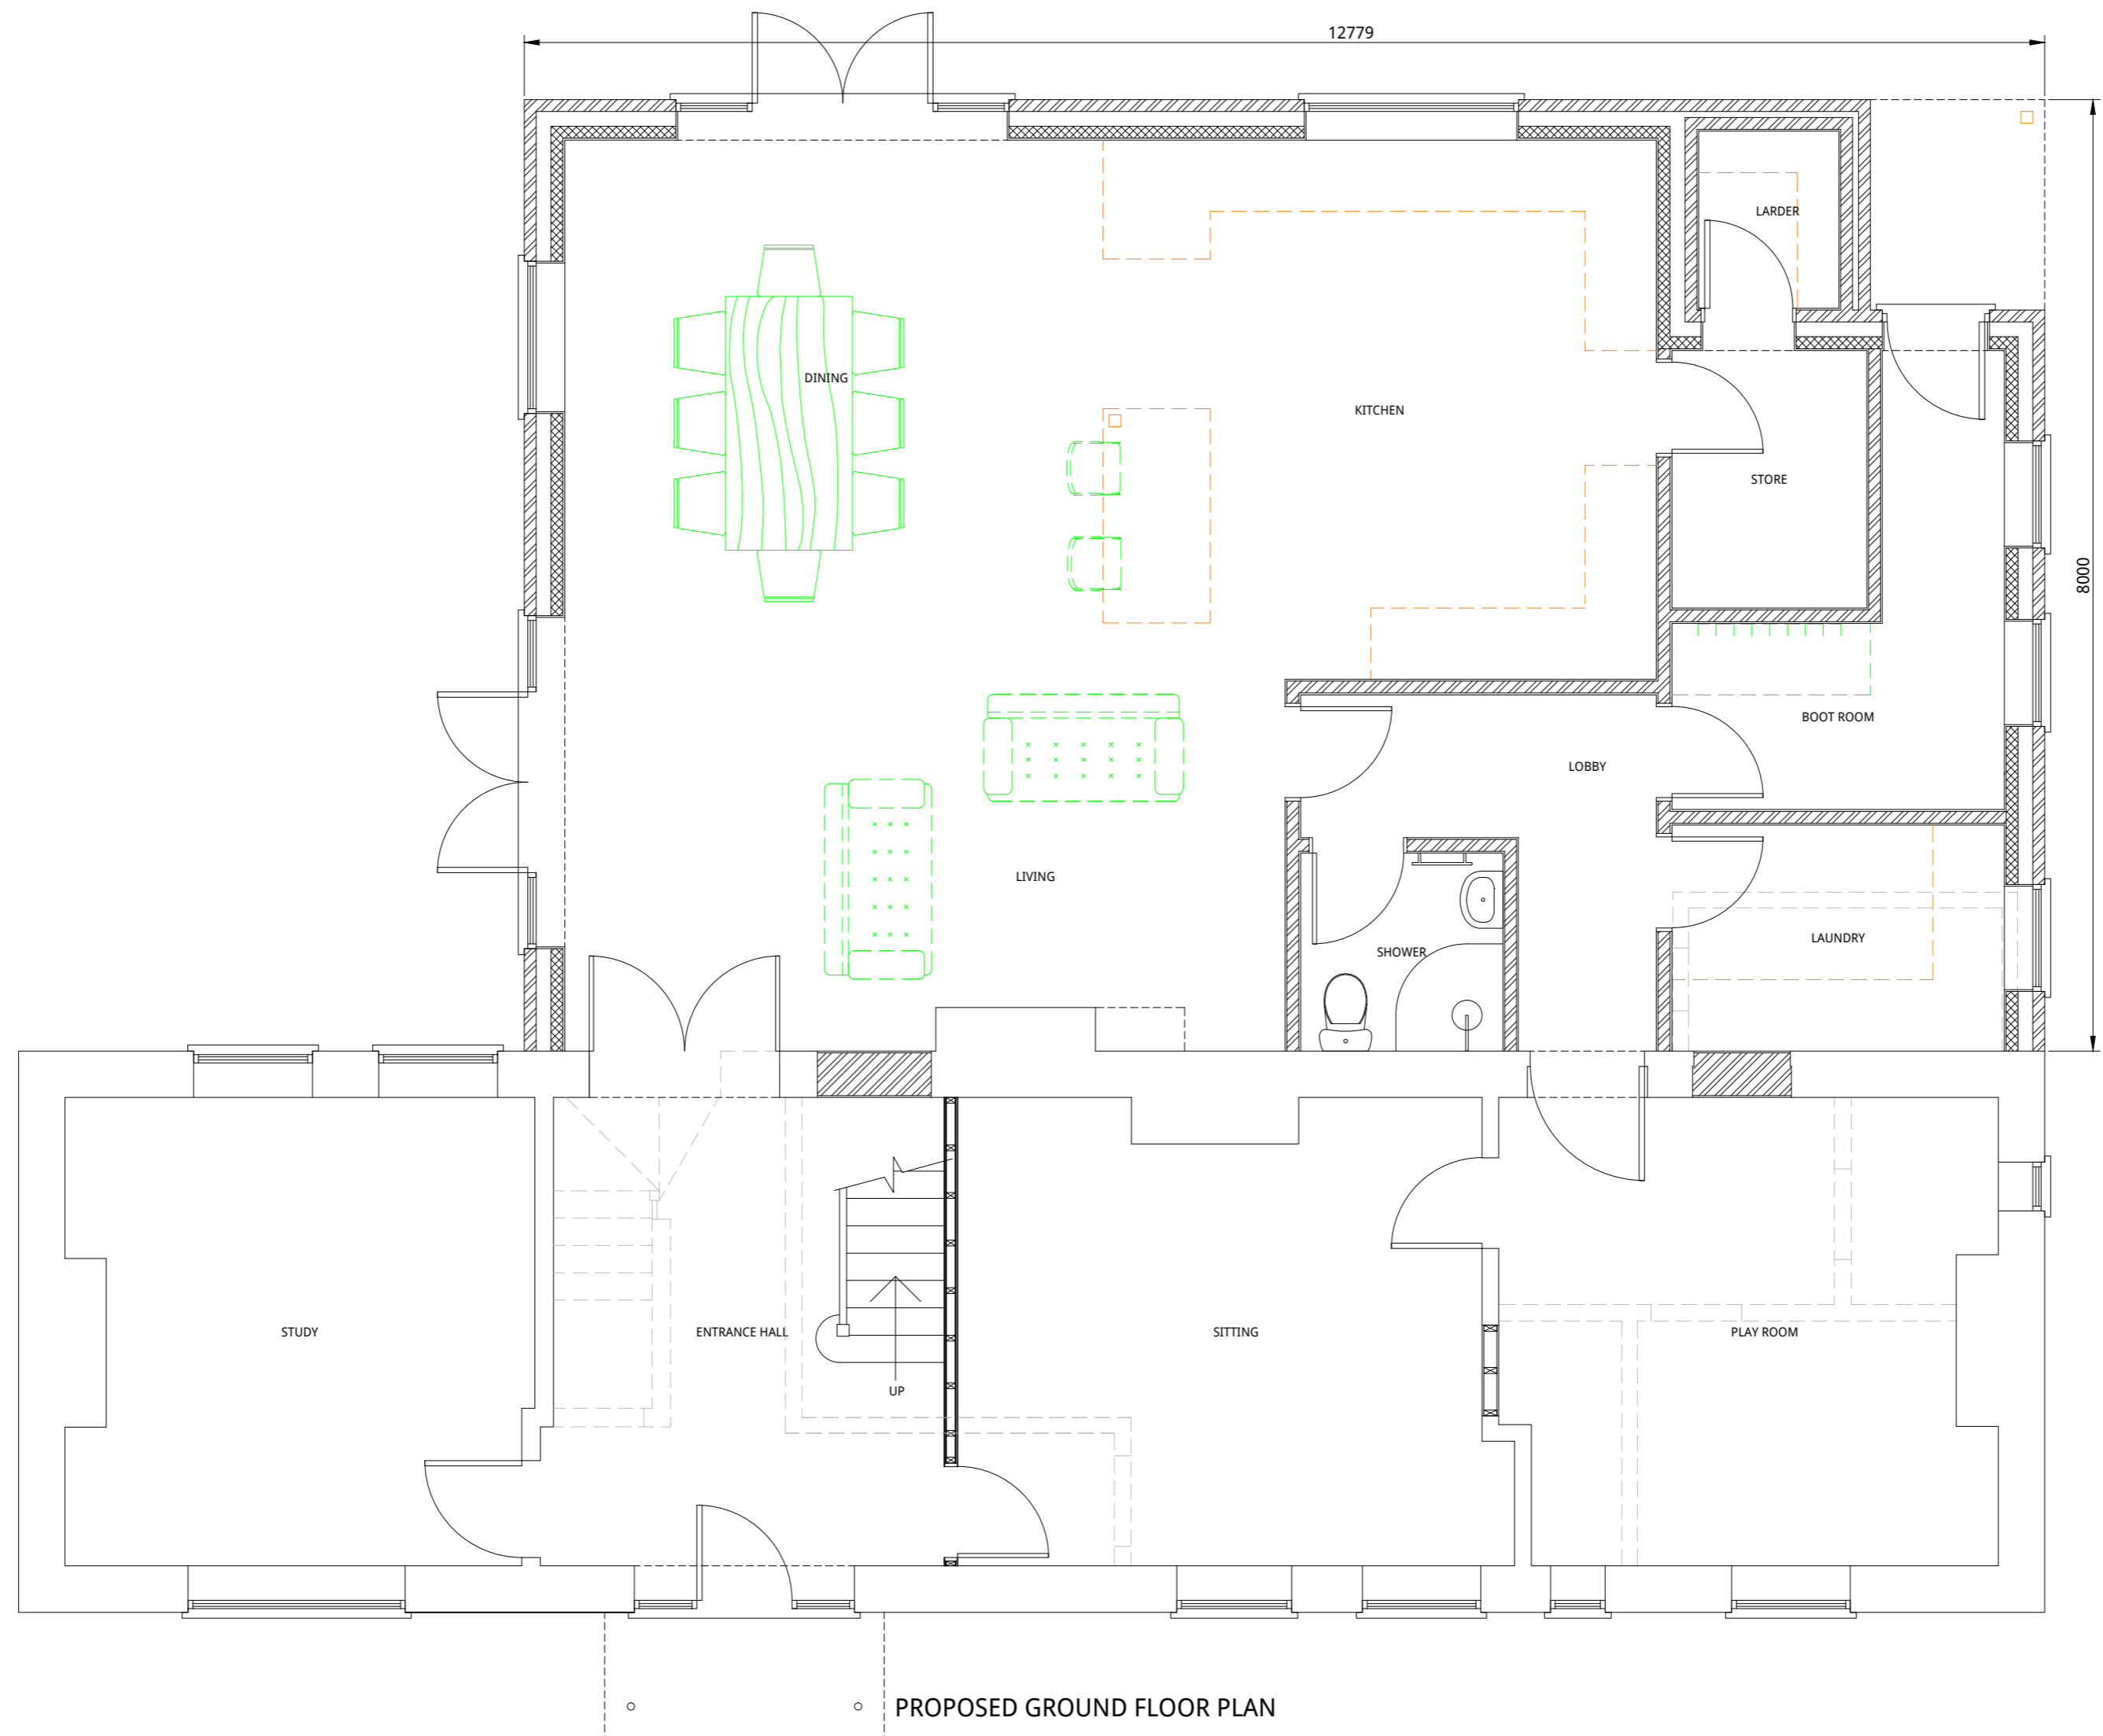 12779
LARDER
DINING
KITCHEN
STORE
8000
BOOT ROOM
LOBBY
LIVING
LAUNDRY
SHOWER
STUDY
ENTRANCE HALL
SITTING
PLAY ROOM
UP
PROPOSED GROUND FLOOR PLAN